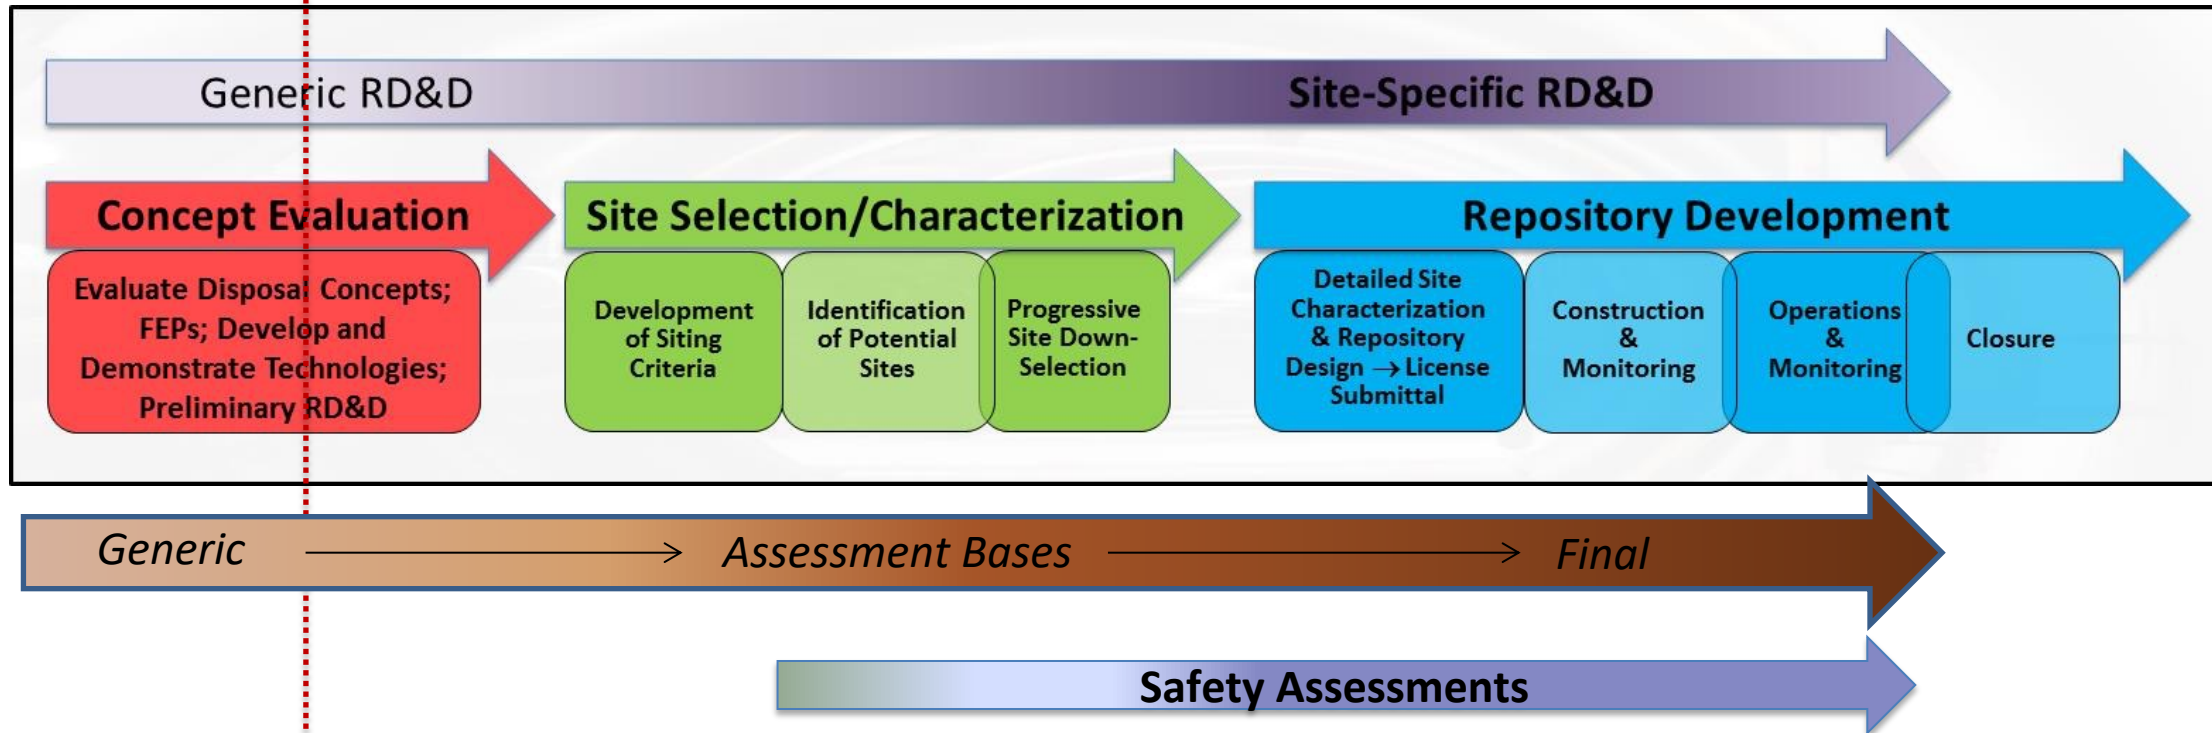 Generic RD&D
Site-Specific RD&D
Concept Evaluation
Site Selection/Characterization
Repository Development
Evaluate Disposal Concepts;
FEPs; Develop and
Demonstrate Technologies;
Preliminary RD&D
Development
of Siting
Criteria
Identification
of Potential
Sites
Progressive
Site Down-
Selection
Detailed Site
Characterization
& Repository
Design → License
Submittal
Construction
&
Monitoring
Operations
&
Monitoring
Closure
Generic
Assessment Bases
Final
Safety Assessments